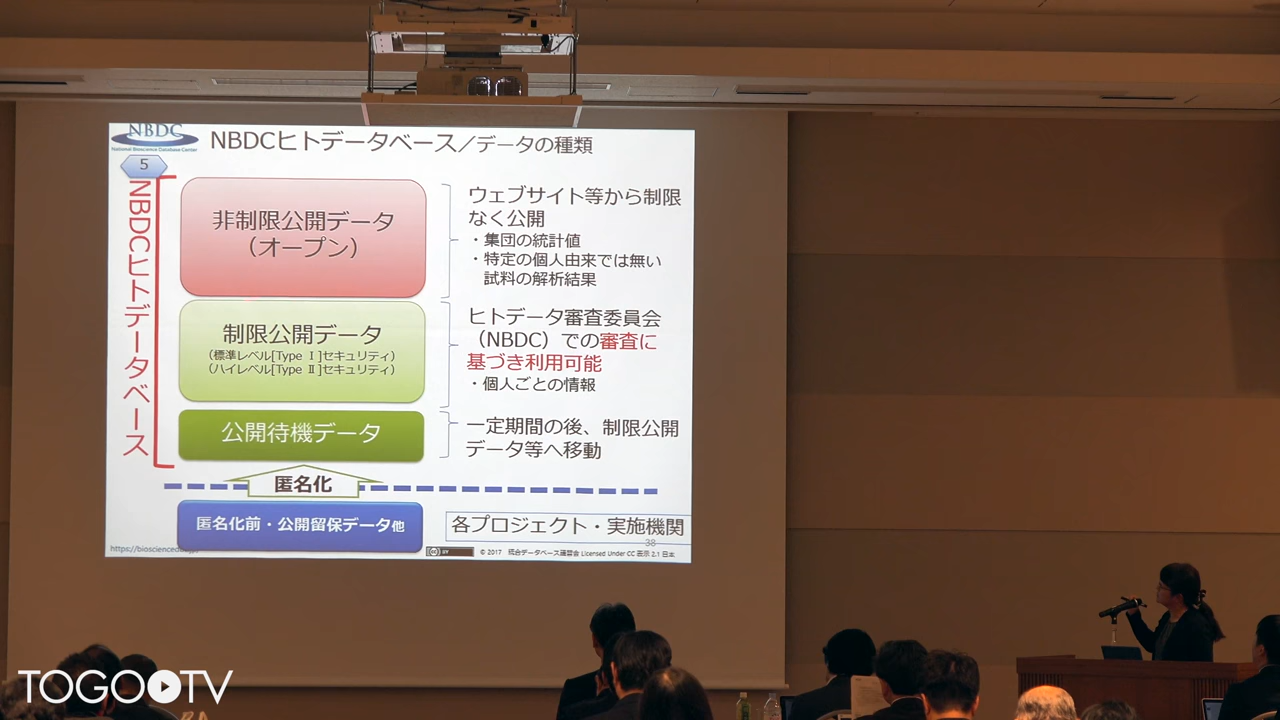 NBDC
National Bioscience Database Center
NBDCヒトデータベース／データの種類
5
NBDCヒトデータベース
非制限公開データ
（オープン）
ウェブサイト等から制限
なく公開
・集団の統計値
・特定の個人由来では無い
試料の解析結果
制限公開データ
（標準レベル[Type Ⅰ]セキュリティ）
（ハイレベル[Type Ⅱ]セキュリティ）
ヒトデータ審査委員会
（NBDC）での審査に
基づき利用可能
・個人ごとの情報
公開待機データ
一定期間の後、制限公開
データ等へ移動
匿名化
匿名化前・公開留保データ他
各プロジェクト・実施機関
38
© 2017 統合データベース講習会 Licensed Under CC 表示 2.1 日本
TOGOTV